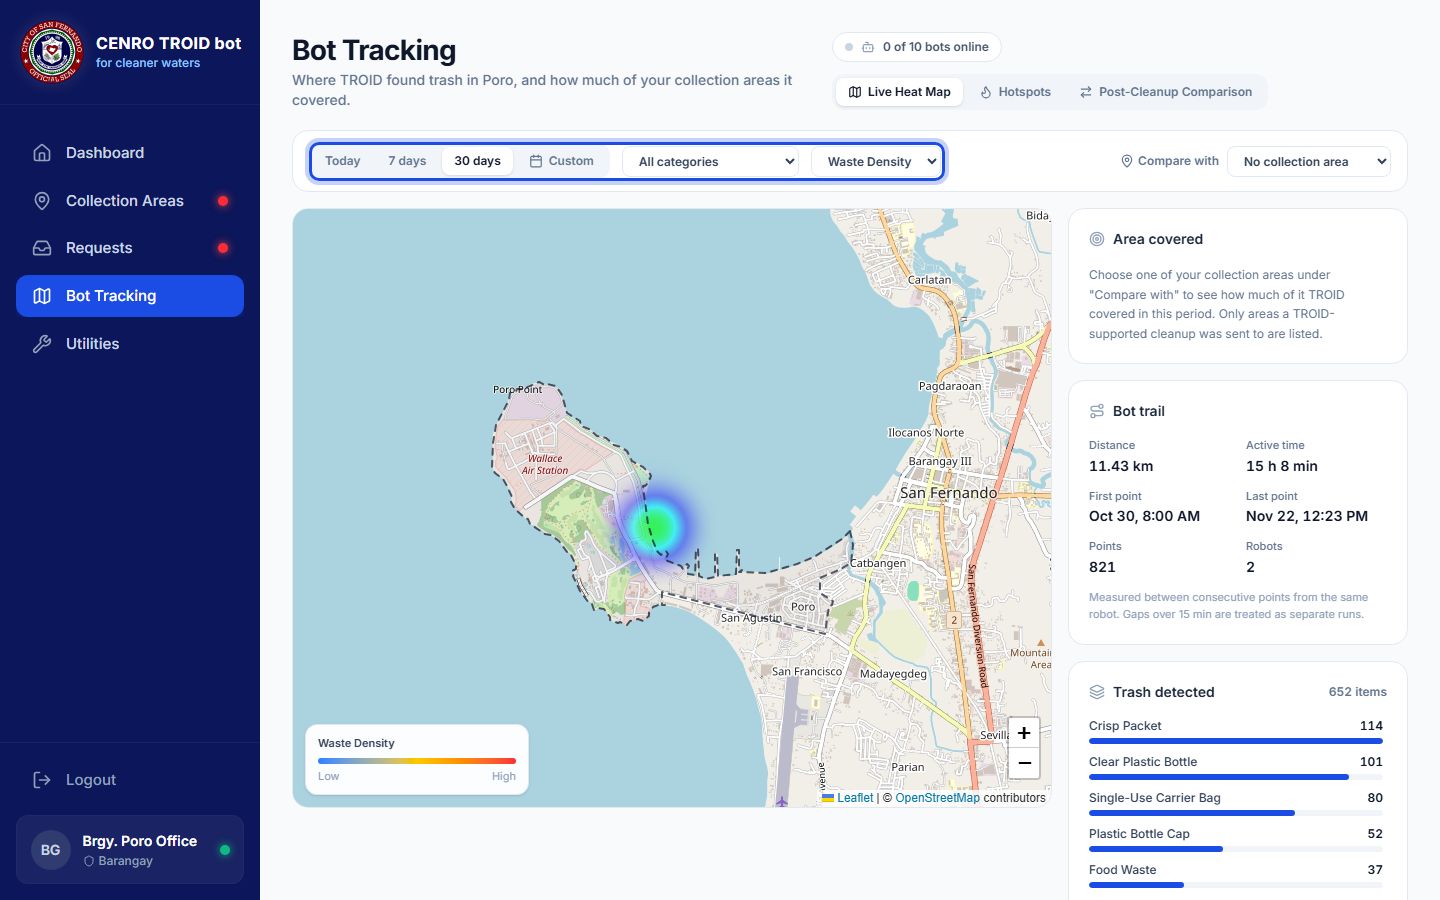 CITY OF SAN FERNANDO
OFFICIAL SEAL
CENRO TROID bot
for cleaner waters
Dashboard
Collection Areas
Requests
Bot Tracking
Utilities
Logout
BG
Brgy. Poro Office
Barangay
Bot Tracking
Where TROID found trash in Poro, and how much of your collection areas it
covered.
0 of 10 bots online
Live Heat Map
Hotspots
Post-Cleanup Comparison
Today
7 days
30 days
Custom
All categories
Waste Density
Compare with
No collection area
Bida
Carlatan
Pagdaraoan
Poro Point
Ilocanos Norte
Wallace
Air Station
Barangay III
San Fernando
Catbangen
San Fernando Diversion Road
Poro
San Agustin
2
Mountain
Area
San Francisco
Madayegdeg
Sevilla
Parian
Waste Density
Low
High
+
−
Leaflet | © OpenStreetMap contributors
Area covered
Choose one of your collection areas under
"Compare with" to see how much of it TROID
covered in this period. Only areas a TROID-
supported cleanup was sent to are listed.
Bot trail
Distance
Active time
11.43 km
15 h 8 min
First point
Last point
Oct 30, 8:00 AM
Nov 22, 12:23 PM
Points
Robots
821
2
Measured between consecutive points from the same
robot. Gaps over 15 min are treated as separate runs.
Trash detected
652 items
Crisp Packet
114
Clear Plastic Bottle
101
Single-Use Carrier Bag
80
Plastic Bottle Cap
52
Food Waste
37